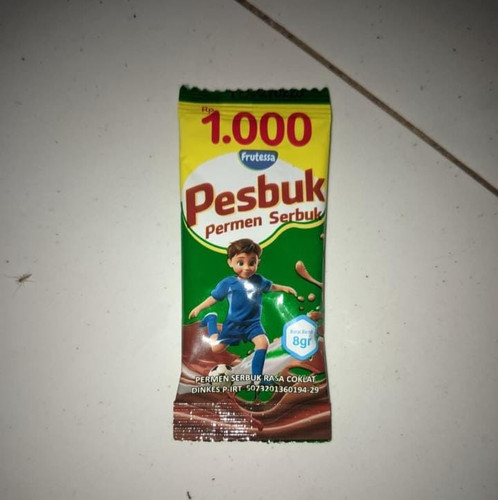 Rp
1.000
Frutessa
Pesbuk
Permen Serbuk
8gr
PERMEN SERBUK RASA COKLAT
DINKES P-IRT 5073201360194-29